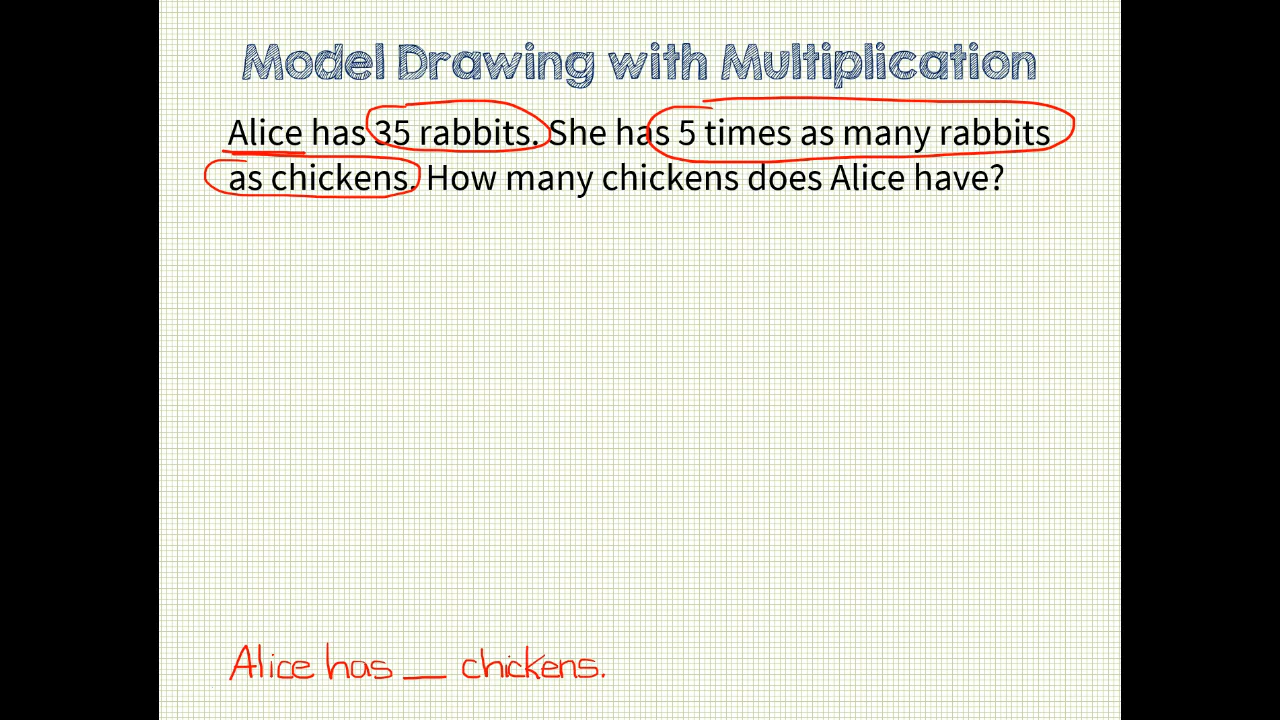 Model Drawing with Multiplication
Alice has 35 rabbits. She has 5 times as many rabbits
as chickens. How many chickens does Alice have?
Alice has __ chickens.